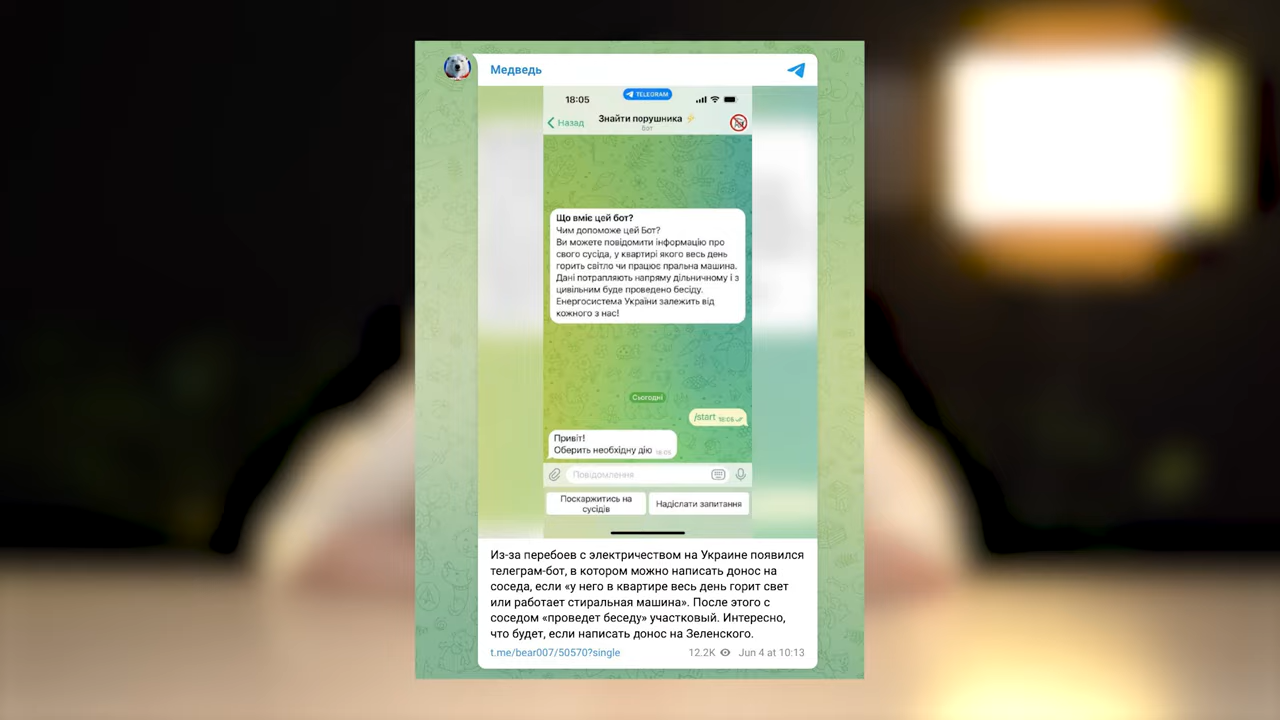 Медведь
18:05
TELEGRAM
Назад
Знайти порушника
бот
Що вміє цей бот?
Чим допоможе цей Бот?
Ви можете повідомити інформацію про
свого сусіда, у квартирі якого весь день
горить світло чи працює пральна машина.
Дані потрапляють напряму дільничному і з
цивільним буде проведено бесіду.
Енергосистема України залежить від
кожного з нас!
Сьогодні
/start 18:05
Привіт!
Оберить необхідну дію 18:05
Повідомлення
Поскаржитись на
сусідів
Надіслати запитання
Из-за перебоев с электричеством на Украине появился
телеграм-бот, в котором можно написать донос на
соседа, если «у него в квартире весь день горит свет
или работает стиральная машина». После этого с
соседом «проведет беседу» участковый. Интересно,
что будет, если написать донос на Зеленского.
t.me/bear007/50570?single
12.2K
Jun 4 at 10:13